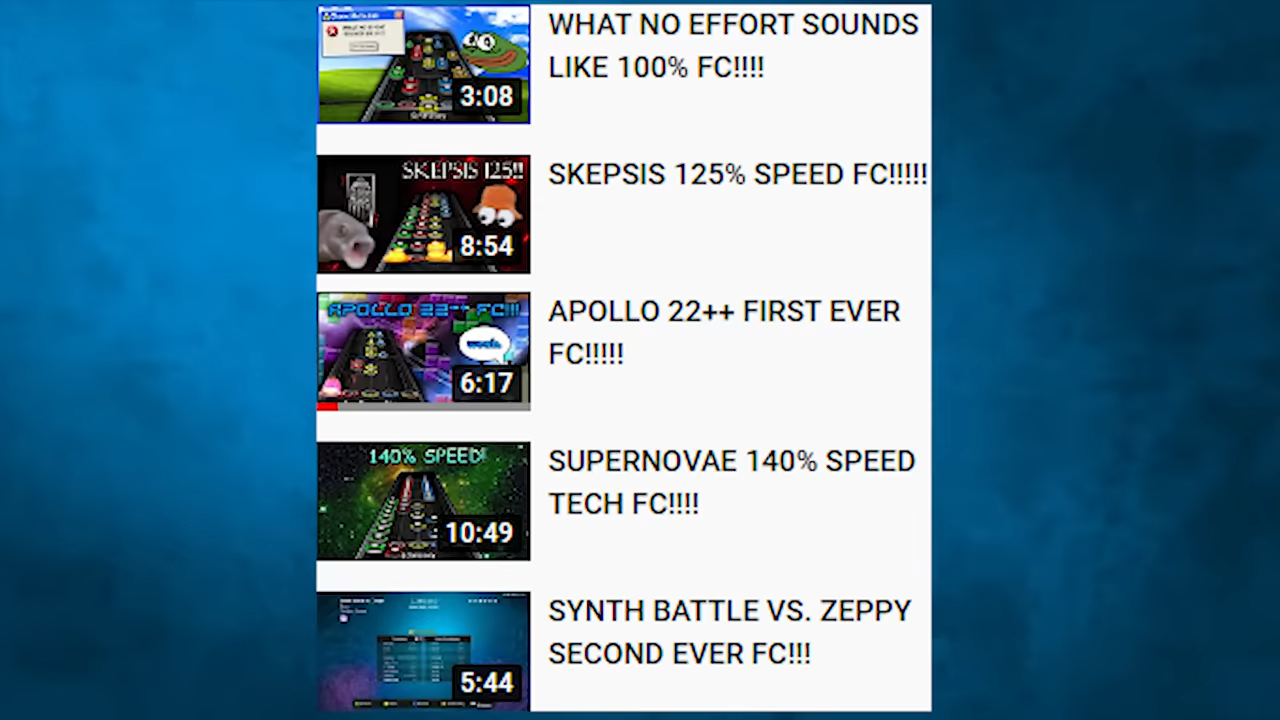 WHAT NO EFFORT SOUNDS
LIKE 100% FC!!!!
3:08
SKEPSIS 125!!
SKEPSIS 125% SPEED FC!!!!!
8:54
APOLLO 22++ FC!!!
APOLLO 22++ FIRST EVER
FC!!!!!
woah.
6:17
140% SPEED!
SUPERNOVAE 140% SPEED
TECH FC!!!!
10:49
SYNTH BATTLE VS. ZEPPY
SECOND EVER FC!!!
5:44